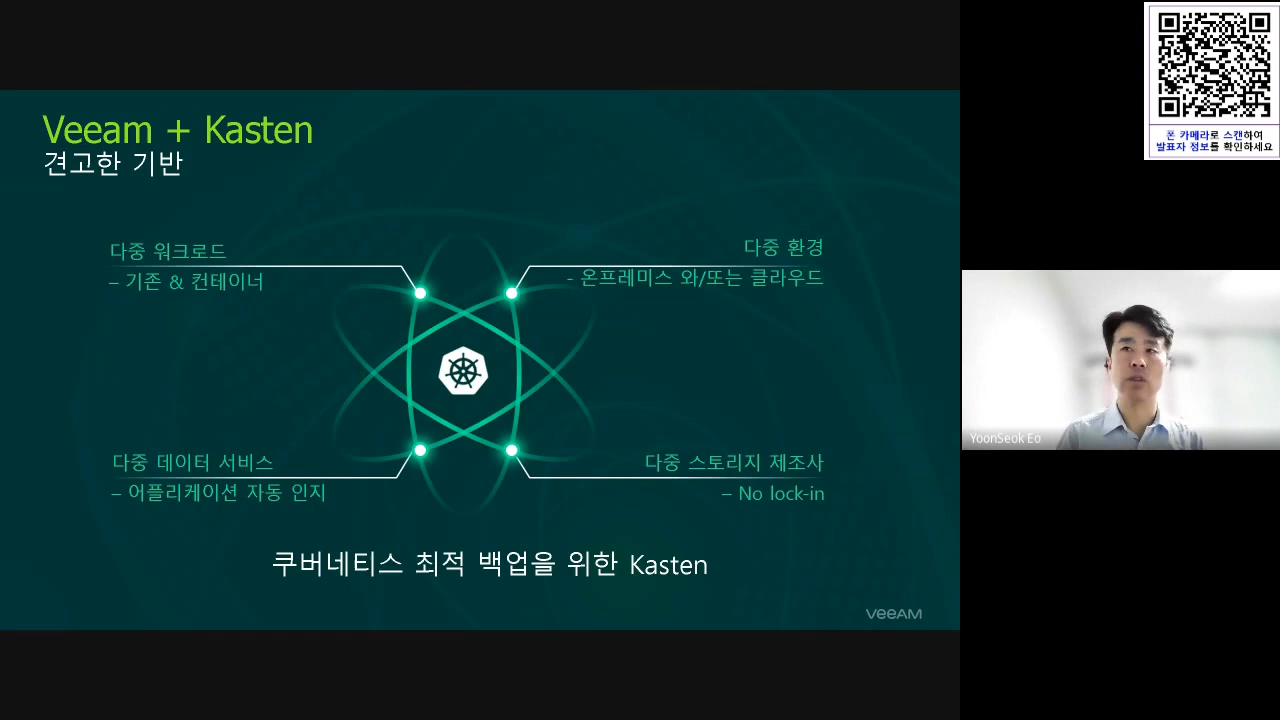 Veeam + Kasten
견고한 기반
다중 워크로드
– 기존 & 컨테이너
다중 환경
- 온프레미스 와/또는 클라우드
다중 데이터 서비스
– 어플리케이션 자동 인지
다중 스토리지 제조사
– No lock-in
쿠버네티스 최적 백업을 위한 Kasten
veeAM
폰 카메라로 스캔하여
발표자 정보를 확인하세요
YoonSeok Eo